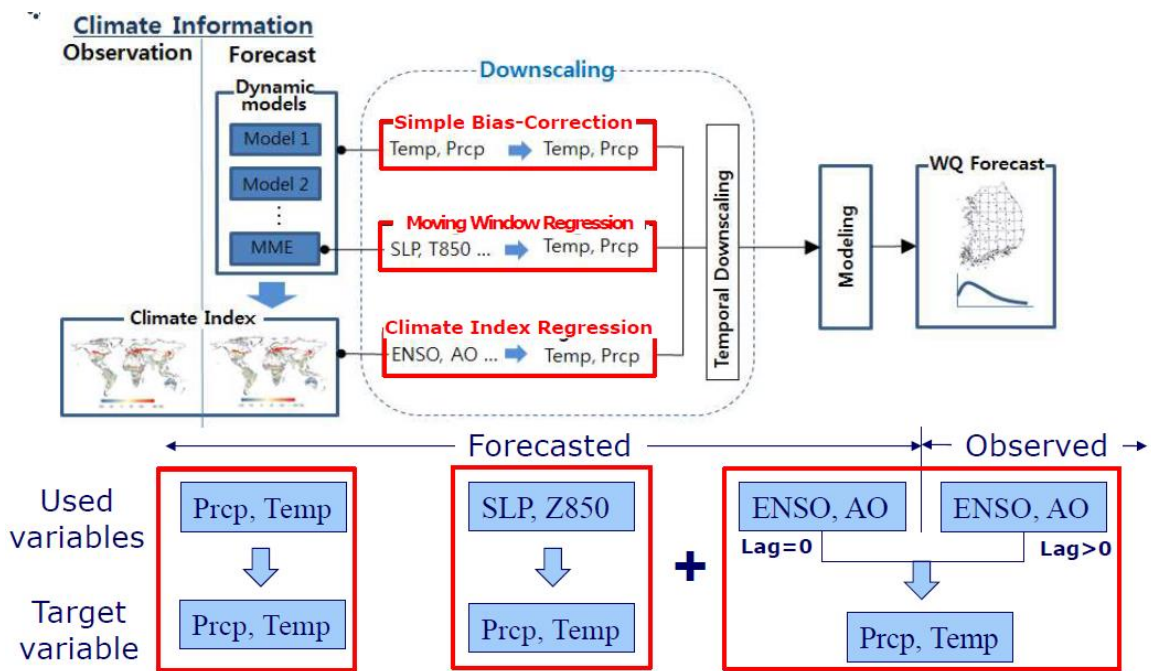 Climate Information
Observation
Forecast
Dynamic
models
Model 1
Model 2
MME
Climate Index
Downscaling
Simple Bias-Correction
Temp, Prcp
Temp, Prcp
Moving Window Regression
SLP, T850 ...
Temp, Prcp
Climate Index Regression
ENSO, AO ...
Temp, Prcp
Temporal Downscaling
Modeling
WQ Forecast
Forecasted
Observed
Used
variables
Prcp, Temp
SLP, Z850
ENSO, AO
ENSO, AO
Lag=0
Lag>0
+
Target
variable
Prcp, Temp
Prcp, Temp
Prcp, Temp